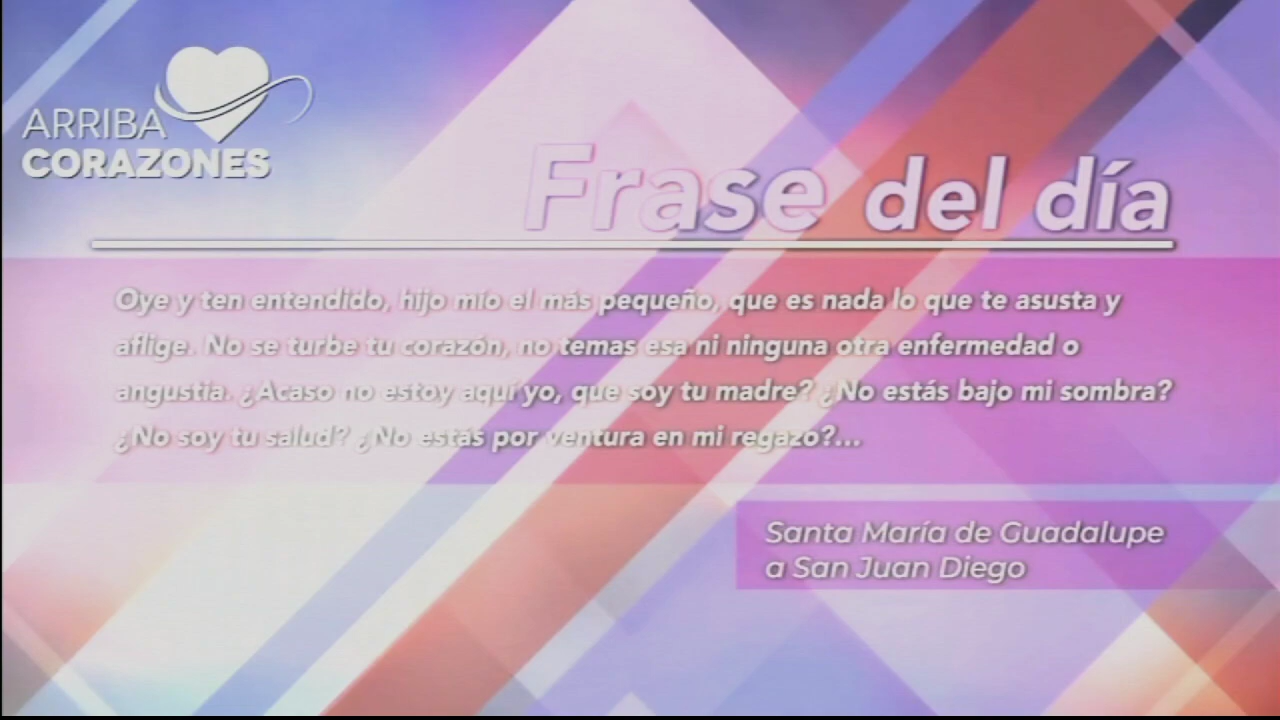 ARRIBA
CORAZONES
Frase del día
Oye y ten entendido, hijo mío el más pequeño, que es nada lo que te asusta y
aflige. No se turbe tu corazón, no temas esa ni ninguna otra enfermedad o
angustia. ¿Acaso no estoy aquí yo, que soy tu madre? ¿No estás bajo mi sombra?
¿No soy tu salud? ¿No estás por ventura en mi regazo?...
Santa María de Guadalupe
a San Juan Diego